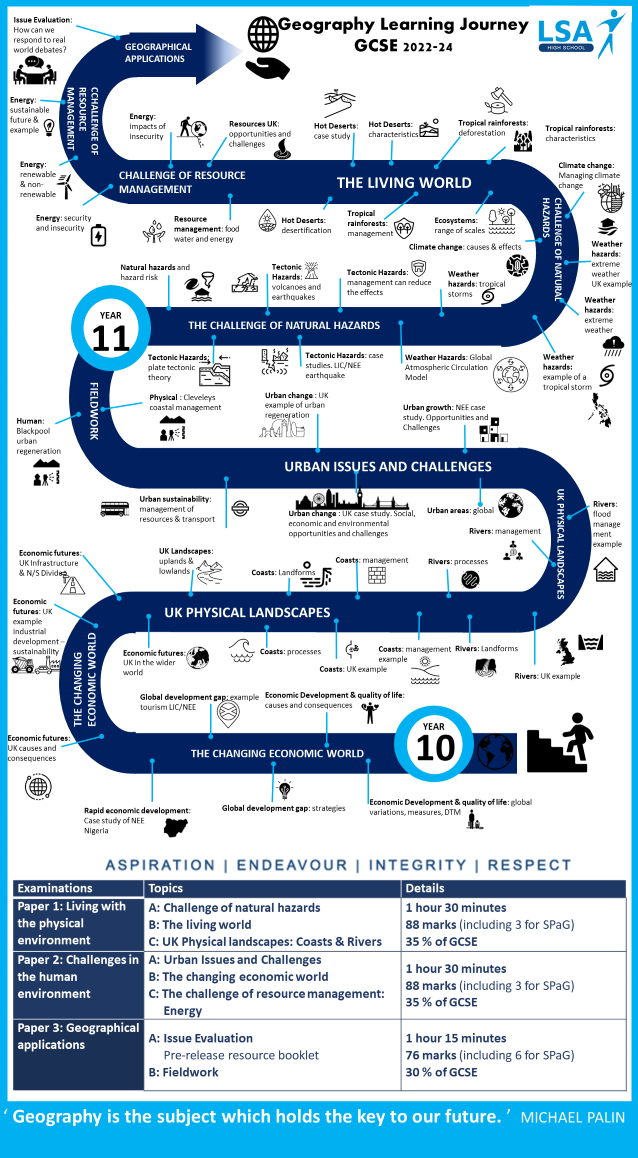 Geography Learning Journey
GCSE 2022-24
LSA
HIGH SCHOOL
Issue Evaluation:
How can we
respond to real
world debates?
GEOGRAPHICAL
APPLICATIONS
CCHALLENGE OF
RESOURCE
MANAGEMENT
Energy:
sustainable
future &
example
Energy:
renewable
& non-
renewable
Energy:
impacts of
insecurity
Resources UK:
opportunities and
challenges
Hot Deserts:
case study
Hot Deserts:
characteristics
Tropical rainforests:
deforestation
Tropical rainforests:
characteristics
CHALLENGE OF RESOURCE
MANAGEMENT
THE LIVING WORLD
Energy: security
and insecurity
Resource
management: food
water and energy
Hot Deserts:
desertification
Tropical
rainforests:
management
Ecosystems:
range of scales
Climate change:
Managing climate
change
CHALLENGE OF NATURAL
HAZARDS
Climate change: causes & effects
Weather
hazards:
extreme
weather
UK example
Weather
hazards:
extreme
weather
Natural hazards and
hazard risk
Tectonic
Hazards:
volcanoes and
earthquakes
Tectonic Hazards:
management can reduce
the effects
Weather
hazards: tropical
storms
YEAR
11
THE CHALLENGE OF NATURAL HAZARDS
Tectonic Hazards:
plate tectonic
theory
Tectonic Hazards: case
studies. LIC/NEE
earthquake
Weather Hazards: Global
Atmospheric Circulation
Model
Weather
hazards:
example of a
tropical storm
FIELDWORK
Physical : Cleveleys
coastal management
Human:
Blackpool
urban
regeneration
Urban change : UK
example of urban
regeneration
Urban growth: NEE case
study. Opportunities and
Challenges
URBAN ISSUES AND CHALLENGES
Urban sustainability:
management of
resources & transport
Urban change : UK case study. Social,
economic and environmental
opportunities and challenges
Urban areas: global
UK PHYSICAL LANDSCAPES
Rivers:
flood
manage
ment
example
Rivers: management
Economic futures:
UK Infrastructure
& N/S Divide
UK Landscapes:
uplands &
lowlands
Coasts: Landforms
Coasts: management
Rivers: processes
UK PHYSICAL LANDSCAPES
Economic
futures: UK
example
industrial
development –
sustainability
THE CHANGING
ECONOMIC WORLD
Economic futures:
UK in the wider
world
Coasts: processes
Coasts: UK example
Coasts: management
example
Rivers: Landforms
Rivers: UK example
Economic futures:
UK causes and
consequences
Global development gap: example
tourism LIC/NEE
Economic Development & quality of life:
causes and consequences
YEAR
10
THE CHANGING ECONOMIC WORLD
Rapid economic development:
Case study of NEE
Nigeria
Global development gap: strategies
Economic Development & quality of life: global
variations, measures, DTM
ASPIRATION | ENDEAVOUR | INTEGRITY | RESPECT
Examinations Topics Details
Paper 1: Living with
the physical
environment
A: Challenge of natural hazards
B: The living world
C: UK Physical landscapes: Coasts & Rivers
1 hour 30 minutes
88 marks (including 3 for SPaG)
35 % of GCSE
Paper 2: Challenges in
the human
environment
A: Urban Issues and Challenges
B: The changing economic world
C: The challenge of resource management:
Energy
1 hour 30 minutes
88 marks (including 3 for SPaG)
35 % of GCSE
Paper 3: Geographical
applications
A: Issue Evaluation
Pre-release resource booklet
B: Fieldwork
1 hour 15 minutes
76 marks (including 6 for SPaG)
30 % of GCSE
‘ Geography is the subject which holds the key to our future. ’ MICHAEL PALIN